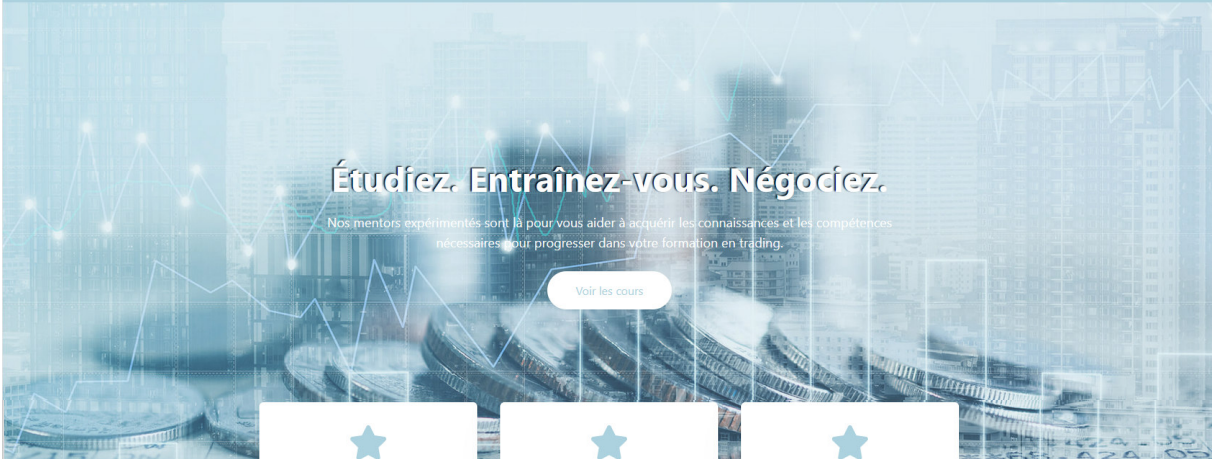 Étudiez. Entraînez-vous. Négociez.
Nos mentors expérimentés sont là pour vous aider à acquérir les connaissances et les compétences
nécessaires pour progresser dans votre formation en trading.
Voir les cours